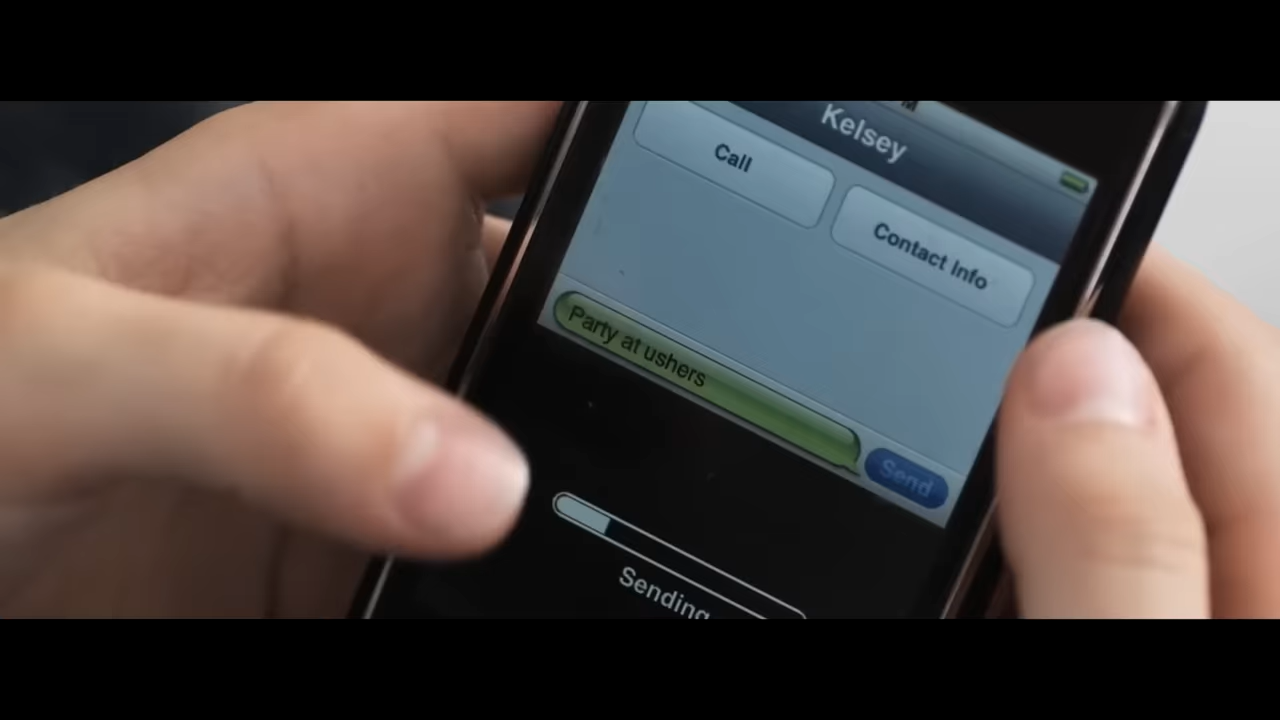 Kelsey
Call
Contact Info
Party at ushers
Send
Sending